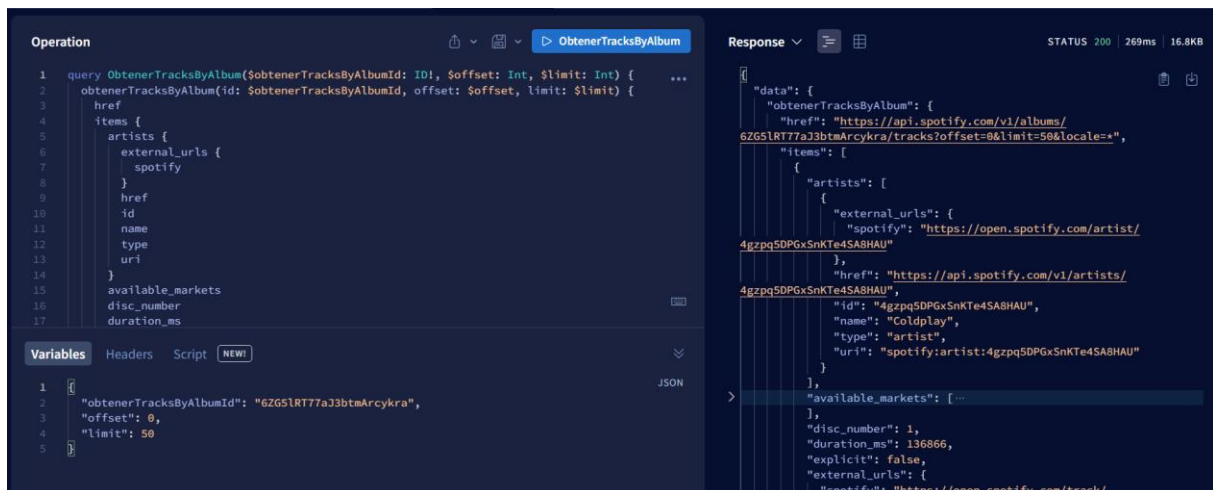 Operation
ObtenerTracksByAlbum
1 query ObtenerTracksByAlbum($obtenerTracksByAlbumId: ID!, $offset: Int, $limit: Int) {
2 obtenerTracksByAlbum(id: $obtenerTracksByAlbumId, offset: $offset, limit: $limit) {
3 href
4 items {
5 artists {
6 external_urls {
7 spotify
8 }
9 href
10 id
11 name
12 type
13 uri
14 }
15 available_markets
16 disc_number
17 duration_ms
Variables Headers Script NEW!
JSON
1 {
2 "obtenerTracksByAlbumId": "6ZG5lRT77aJ3btmArcykra",
3 "offset": 0,
4 "limit": 50
5 }
Response STATUS 200 269ms 16.8KB
{
"data": {
"obtenerTracksByAlbum": {
"href": "https://api.spotify.com/v1/albums/
6ZG5lRT77aJ3btmArcykra/tracks?offset=0&limit=50&locale=*",
"items": [
{
"artists": [
{
"external_urls": {
"spotify": "https://open.spotify.com/artist/
4gzpq5DPGxSnKTe4SA8HAU"
},
"href": "https://api.spotify.com/v1/artists/
4gzpq5DPGxSnKTe4SA8HAU",
"id": "4gzpq5DPGxSnKTe4SA8HAU",
"name": "Coldplay",
"type": "artist",
"uri": "spotify:artist:4gzpq5DPGxSnKTe4SA8HAU"
}
],
"available_markets": […
],
"disc_number": 1,
"duration_ms": 136866,
"explicit": false,
"external_urls": {
"spotify": "https://open.spotify.com/track/